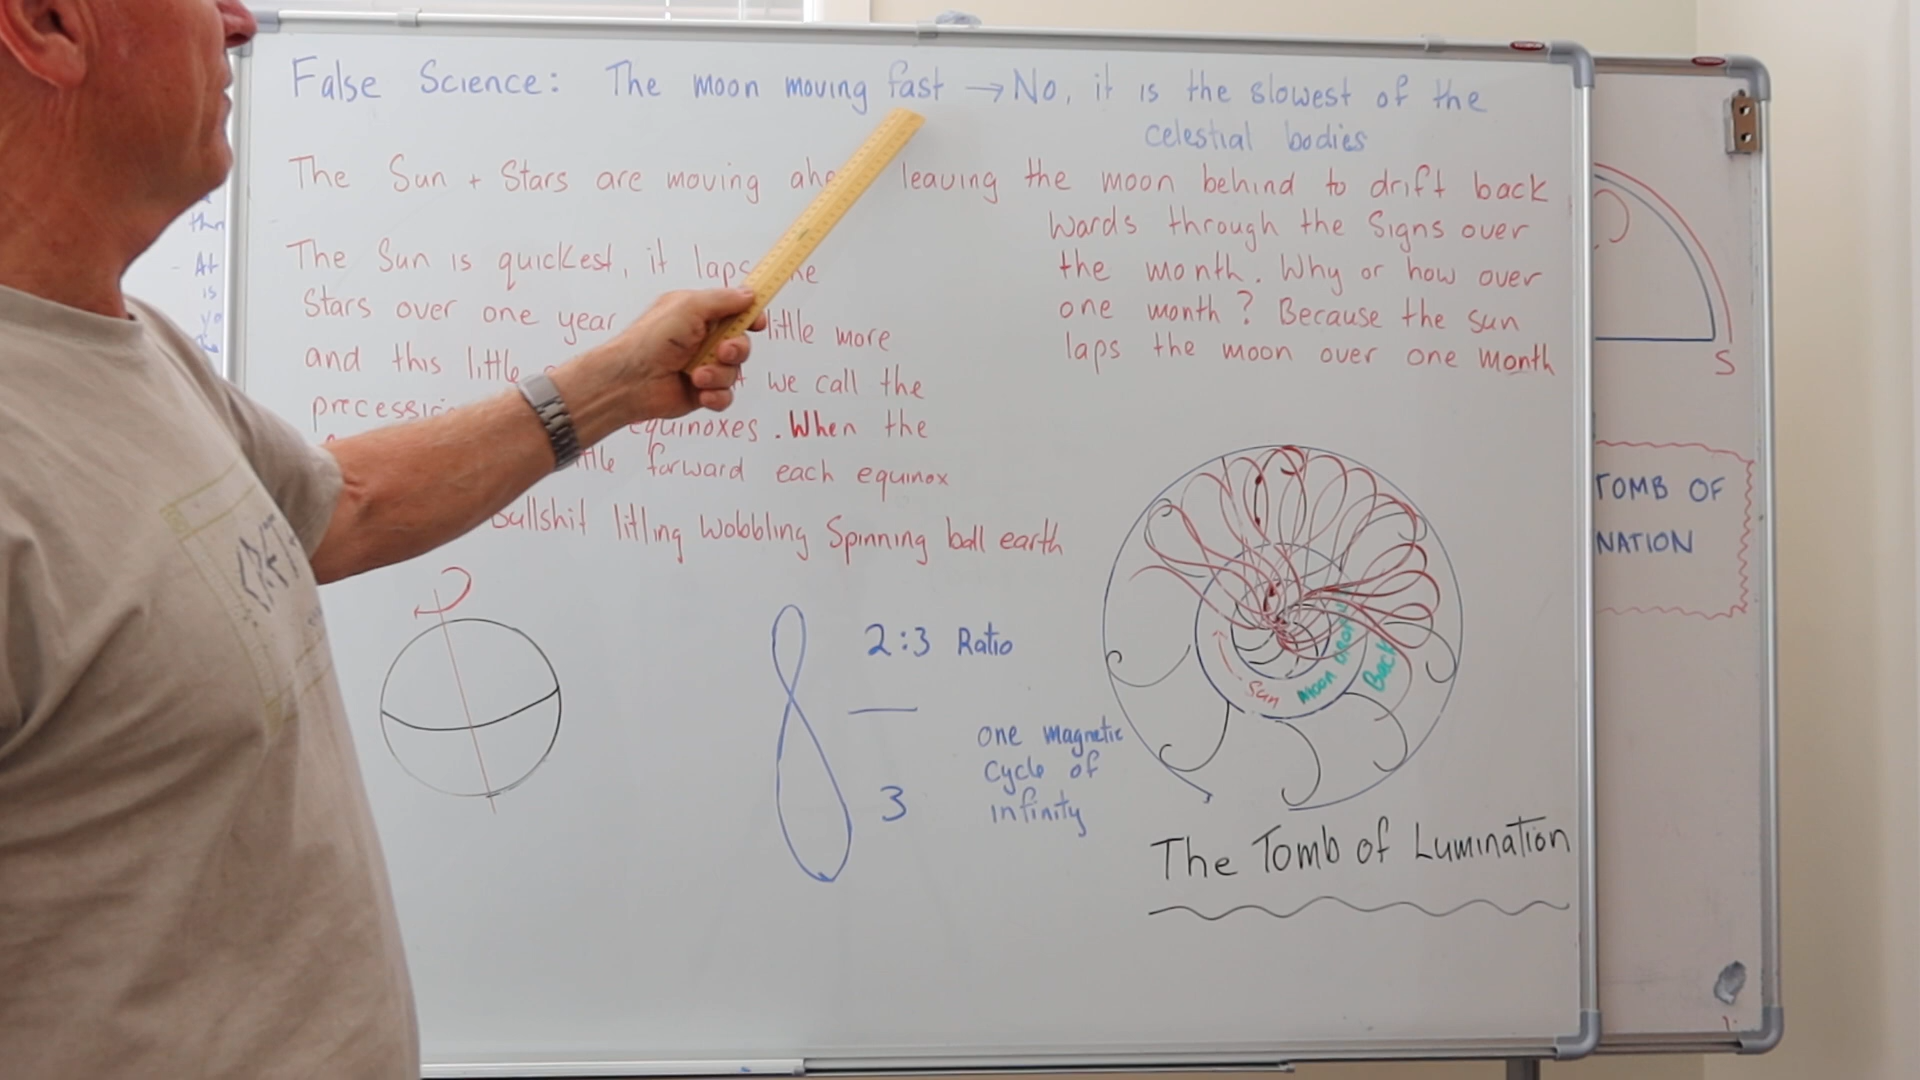 False Science: The moon moving fast → No, it is the slowest of the
celestial bodies
The Sun + Stars are moving leaving the moon behind to drift back
wards through the Signs over
the month. Why or how over
one month? Because the sun
laps the moon over one month
The Sun is quickest, it laps
Stars over one year little more
and this little we call the
equinoxes. When the
forward each equinox
Bullshit litling wobbling Spinning ball earth
2:3 Ratio
3
one magnetic
cycle of
infinity
Sun
Moon
Back
The Tomb of Lumination
S
TOMB OF
NATION
At
is